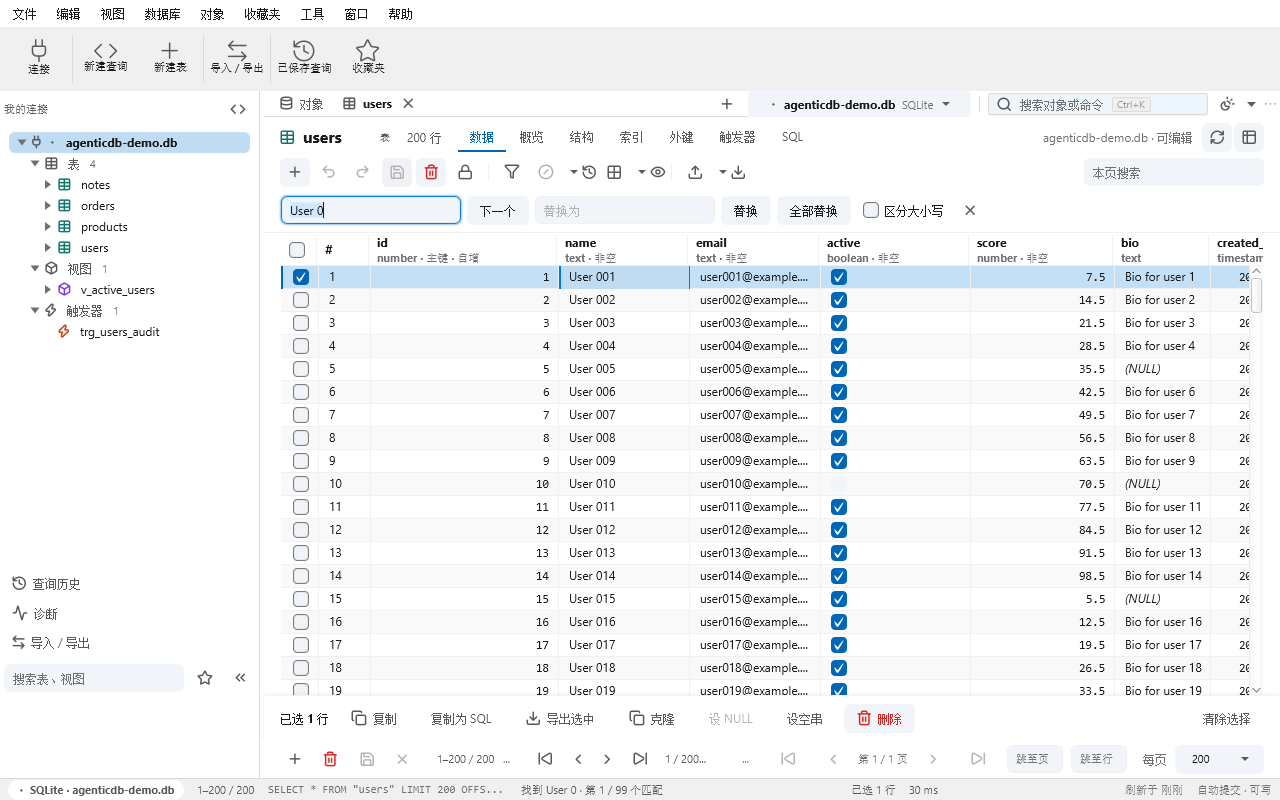 文件 编辑 视图 数据库 对象 收藏夹 工具 窗口 帮助
连接 新建查询 新建表 导入 / 导出 已保存查询 收藏夹
我的连接
agenticdb-demo.db
表 4
notes
orders
products
users
视图 1
v_active_users
触发器 1
trg_users_audit
查询历史
诊断
导入 / 导出
搜索表、视图
对象 users agenticdb-demo.db SQLite 搜索对象或命令 Ctrl+K
users 表 200 行 数据 概览 结构 索引 外键 触发器 SQL agenticdb-demo.db · 可编辑
本页搜索
User 0 下一个 替换为 替换 全部替换 区分大小写
# id name email active score bio created_
number · 主键 · 自增 text · 非空 text · 非空 boolean · 非空 number · 非空 text timestam
1 1 User 001 user001@example.... 7.5 Bio for user 1 20
2 2 User 002 user002@example.... 14.5 Bio for user 2 20
3 3 User 003 user003@example.... 21.5 Bio for user 3 20
4 4 User 004 user004@example.... 28.5 Bio for user 4 20
5 5 User 005 user005@example.... 35.5 (NULL) 20
6 6 User 006 user006@example.... 42.5 Bio for user 6 20
7 7 User 007 user007@example.... 49.5 Bio for user 7 20
8 8 User 008 user008@example.... 56.5 Bio for user 8 20
9 9 User 009 user009@example.... 63.5 Bio for user 9 20
10 10 User 010 user010@example.... 70.5 (NULL) 20
11 11 User 011 user011@example.... 77.5 Bio for user 11 20
12 12 User 012 user012@example.... 84.5 Bio for user 12 20
13 13 User 013 user013@example.... 91.5 Bio for user 13 20
14 14 User 014 user014@example.... 98.5 Bio for user 14 20
15 15 User 015 user015@example.... 5.5 (NULL) 20
16 16 User 016 user016@example.... 12.5 Bio for user 16 20
17 17 User 017 user017@example.... 19.5 Bio for user 17 20
18 18 User 018 user018@example.... 26.5 Bio for user 18 20
19 19 User 019 user019@example.... 33.5 Bio for user 19 20
已选 1 行 复制 复制为 SQL 导出选中 克隆 设 NULL 设空串 删除 清除选择
1–200 / 200 ... 1 / 200... ... 第 1 / 1 页 跳至页 跳至行 每页 200
SQLite · agenticdb-demo.db 1–200 / 200 SELECT * FROM "users" LIMIT 200 OFFS... 找到 User 0 · 第 1 / 99 个匹配 已选 1 行 30 ms 刷新于 刚刚 自动提交 · 可写